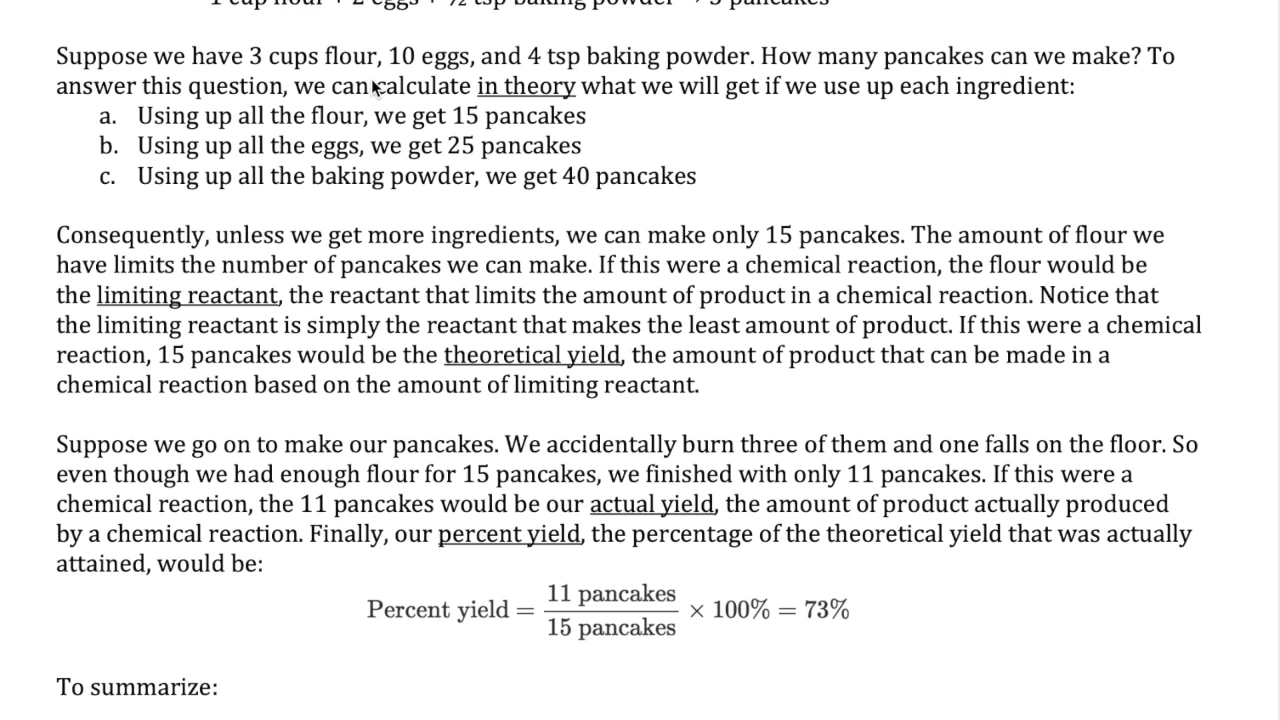 1 cup flour + 2 eggs + ½ tsp baking powder → 5 pancakes
Suppose we have 3 cups flour, 10 eggs, and 4 tsp baking powder. How many pancakes can we make? To
answer this question, we can calculate in theory what we will get if we use up each ingredient:
a. Using up all the flour, we get 15 pancakes
b. Using up all the eggs, we get 25 pancakes
c. Using up all the baking powder, we get 40 pancakes
Consequently, unless we get more ingredients, we can make only 15 pancakes. The amount of flour we
have limits the number of pancakes we can make. If this were a chemical reaction, the flour would be
the limiting reactant, the reactant that limits the amount of product in a chemical reaction. Notice that
the limiting reactant is simply the reactant that makes the least amount of product. If this were a chemical
reaction, 15 pancakes would be the theoretical yield, the amount of product that can be made in a
chemical reaction based on the amount of limiting reactant.
Suppose we go on to make our pancakes. We accidentally burn three of them and one falls on the floor. So
even though we had enough flour for 15 pancakes, we finished with only 11 pancakes. If this were a
chemical reaction, the 11 pancakes would be our actual yield, the amount of product actually produced
by a chemical reaction. Finally, our percent yield, the percentage of the theoretical yield that was actually
attained, would be:
Percent yield = 11 pancakes / 15 pancakes × 100% = 73%
To summarize: